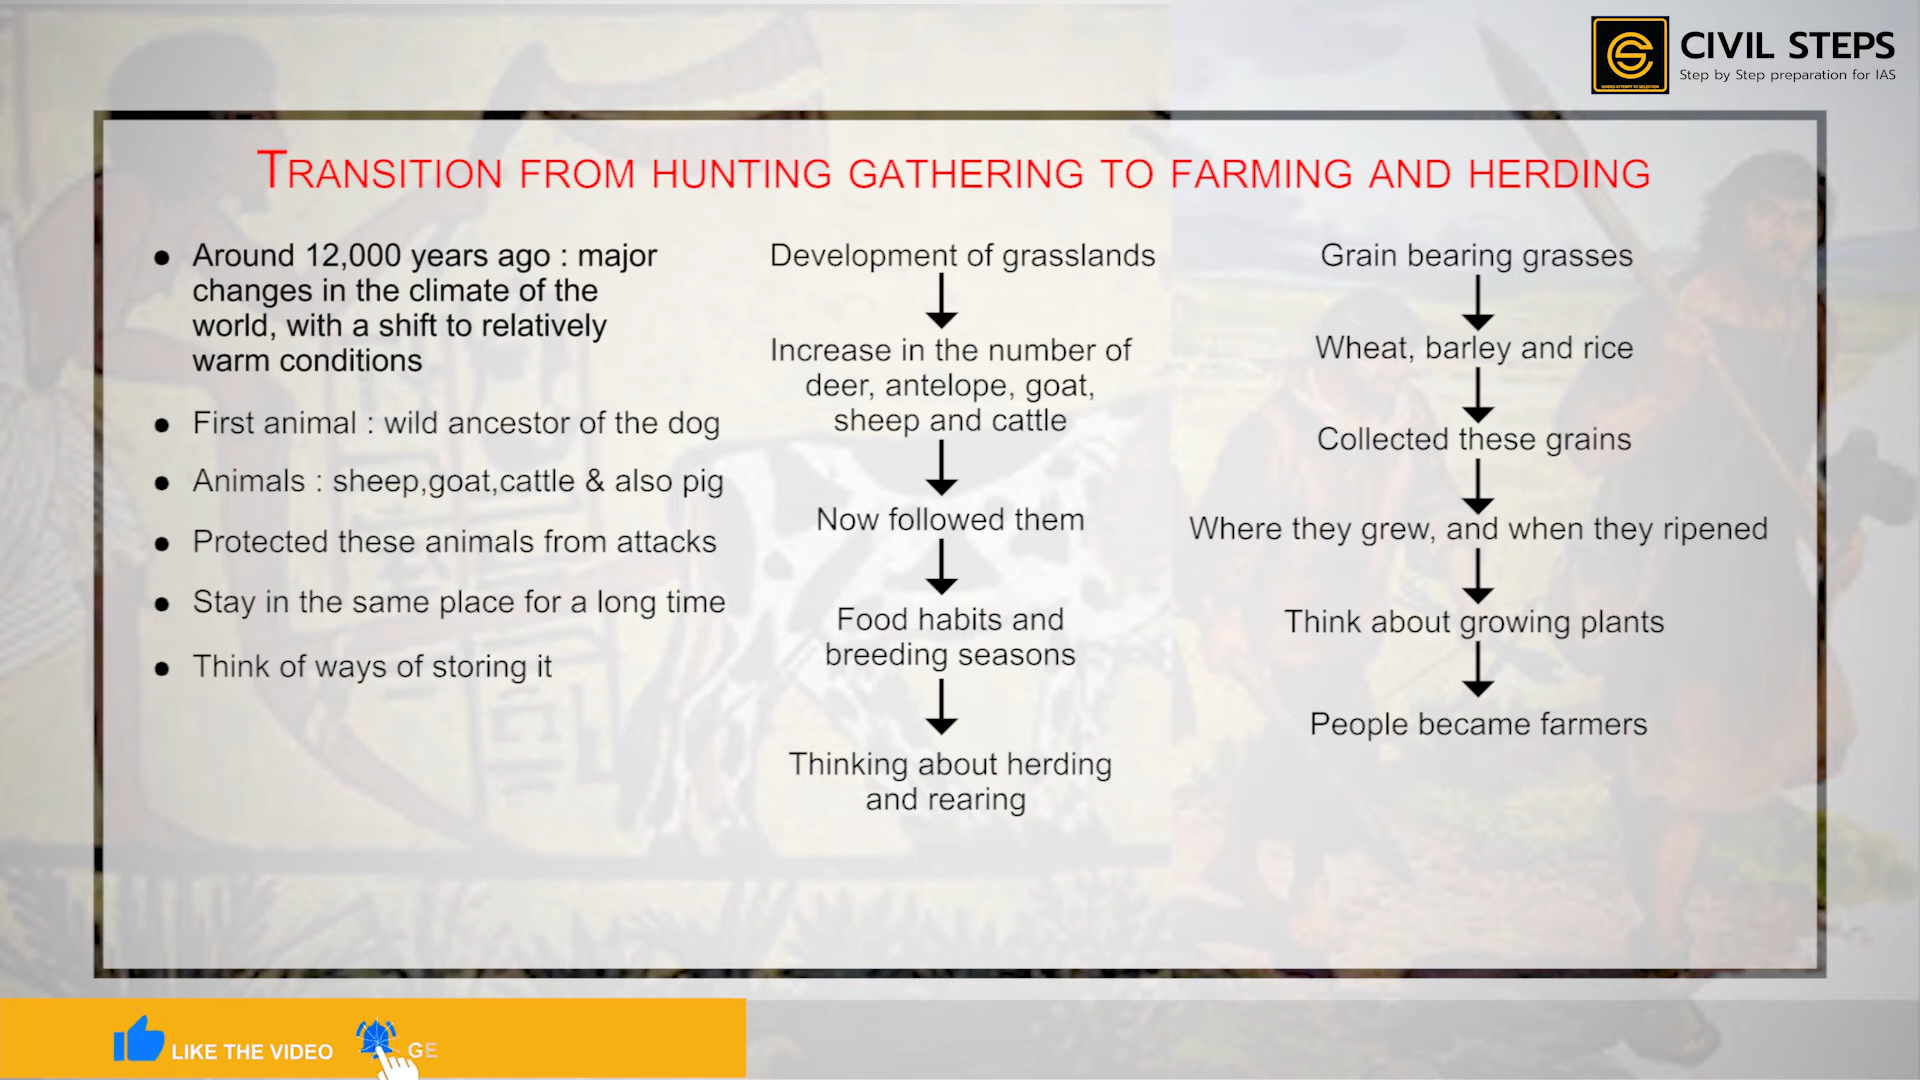 CIVIL STEPS
Step by Step preparation for IAS
TRANSITION FROM HUNTING GATHERING TO FARMING AND HERDING
● Around 12,000 years ago : major
changes in the climate of the
world, with a shift to relatively
warm conditions
● First animal : wild ancestor of the dog
● Animals : sheep,goat,cattle & also pig
● Protected these animals from attacks
● Stay in the same place for a long time
● Think of ways of storing it
Development of grasslands
Increase in the number of
deer, antelope, goat,
sheep and cattle
Now followed them
Food habits and
breeding seasons
Thinking about herding
and rearing
Grain bearing grasses
Wheat, barley and rice
Collected these grains
Where they grew, and when they ripened
Think about growing plants
People became farmers
LIKE THE VIDEO
GE